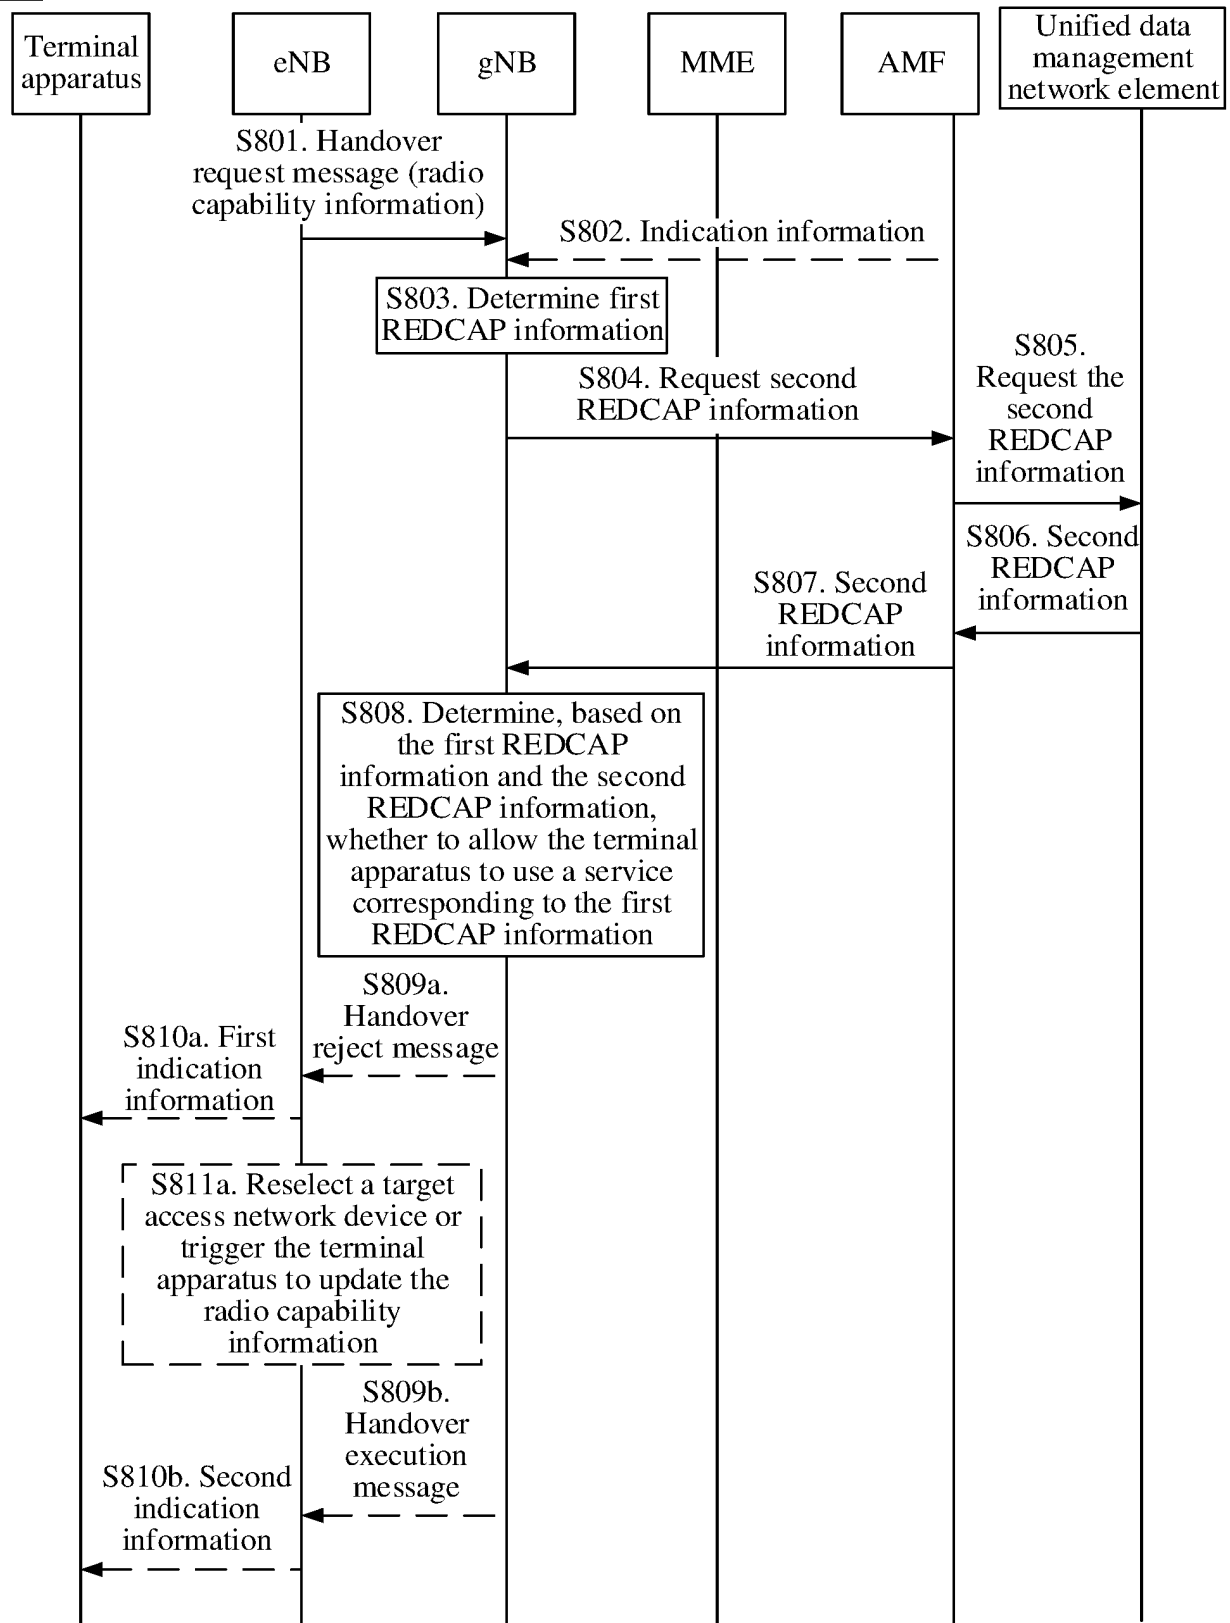 Terminal
apparatus
eNB
gNB
MME
AMF
Unified data
management
network element
S801. Handover
request message (radio
capability information)
S802. Indication information
S803. Determine first
REDCAP information
S804. Request second
REDCAP information
S805.
Request the
second
REDCAP
information
S806. Second
REDCAP
information
S807. Second
REDCAP
information
S808. Determine, based on
the first REDCAP
information and the second
REDCAP information,
whether to allow the terminal
apparatus to use a service
corresponding to the first
REDCAP information
S809a.
Handover
reject message
S810a. First
indication
information
S811a. Reselect a target
access network device or
trigger the terminal
apparatus to update the
radio capability
information
S809b.
Handover
execution
message
S810b. Second
indication
information